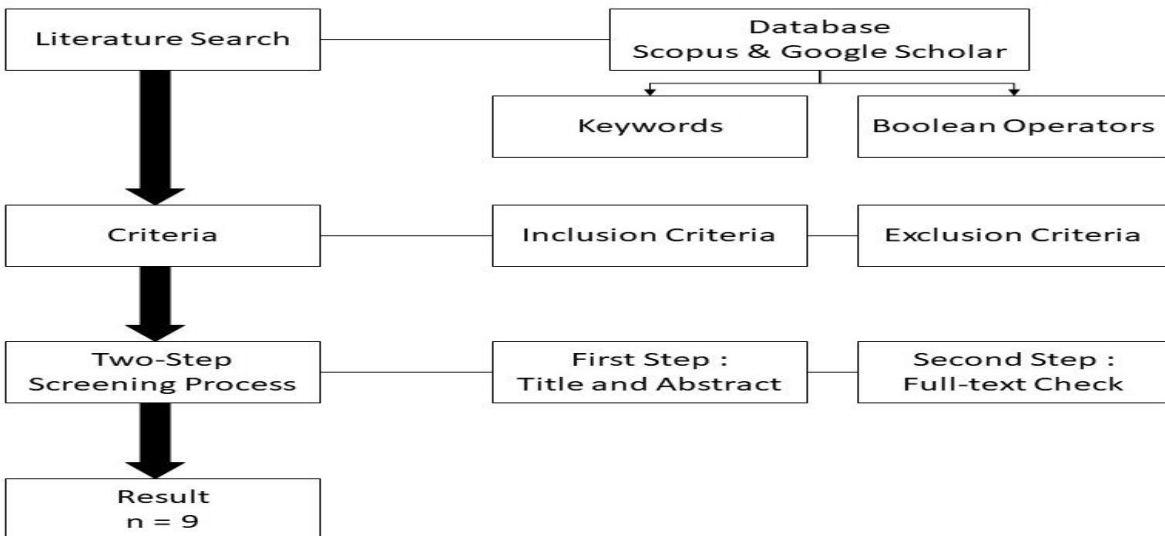 Literature Search
Database
Scopus & Google Scholar
Keywords
Boolean Operators
Criteria
Inclusion Criteria
Exclusion Criteria
Two-Step
Screening Process
First Step :
Title and Abstract
Second Step :
Full-text Check
Result
n = 9